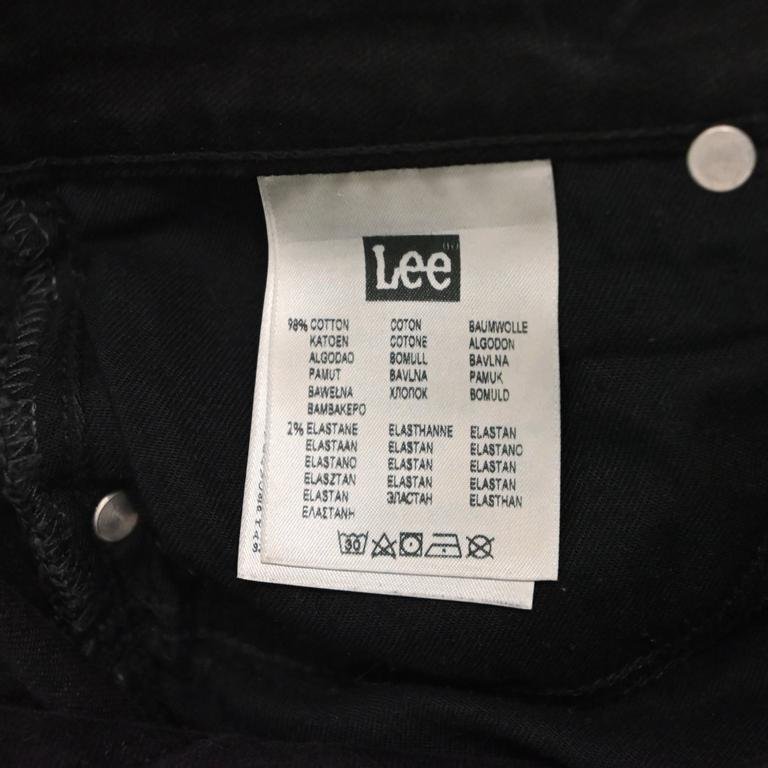 Lee
98% COTTON COTON BAUMWOLLE
KATOEN COTONE ALGODON
ALGODAO BOMULL BAVLNA
PAMUT BAVLNA PAMUK
BAWEŁNA ХЛОПОК BOMULD
ΒΑΜΒΑΚΕΡΟ
2% ELASTANE ELASTHANNE ELASTAN
ELASTAAN ELASTAN ELASTANO
ELASTANO ELASTAN ELASTAN
ELASZTAN ELASTAN ELASTAN
ELASTAN ЭЛАСТАН ELASTHAN
ΕΛΑΣΤΑΝΗ
30